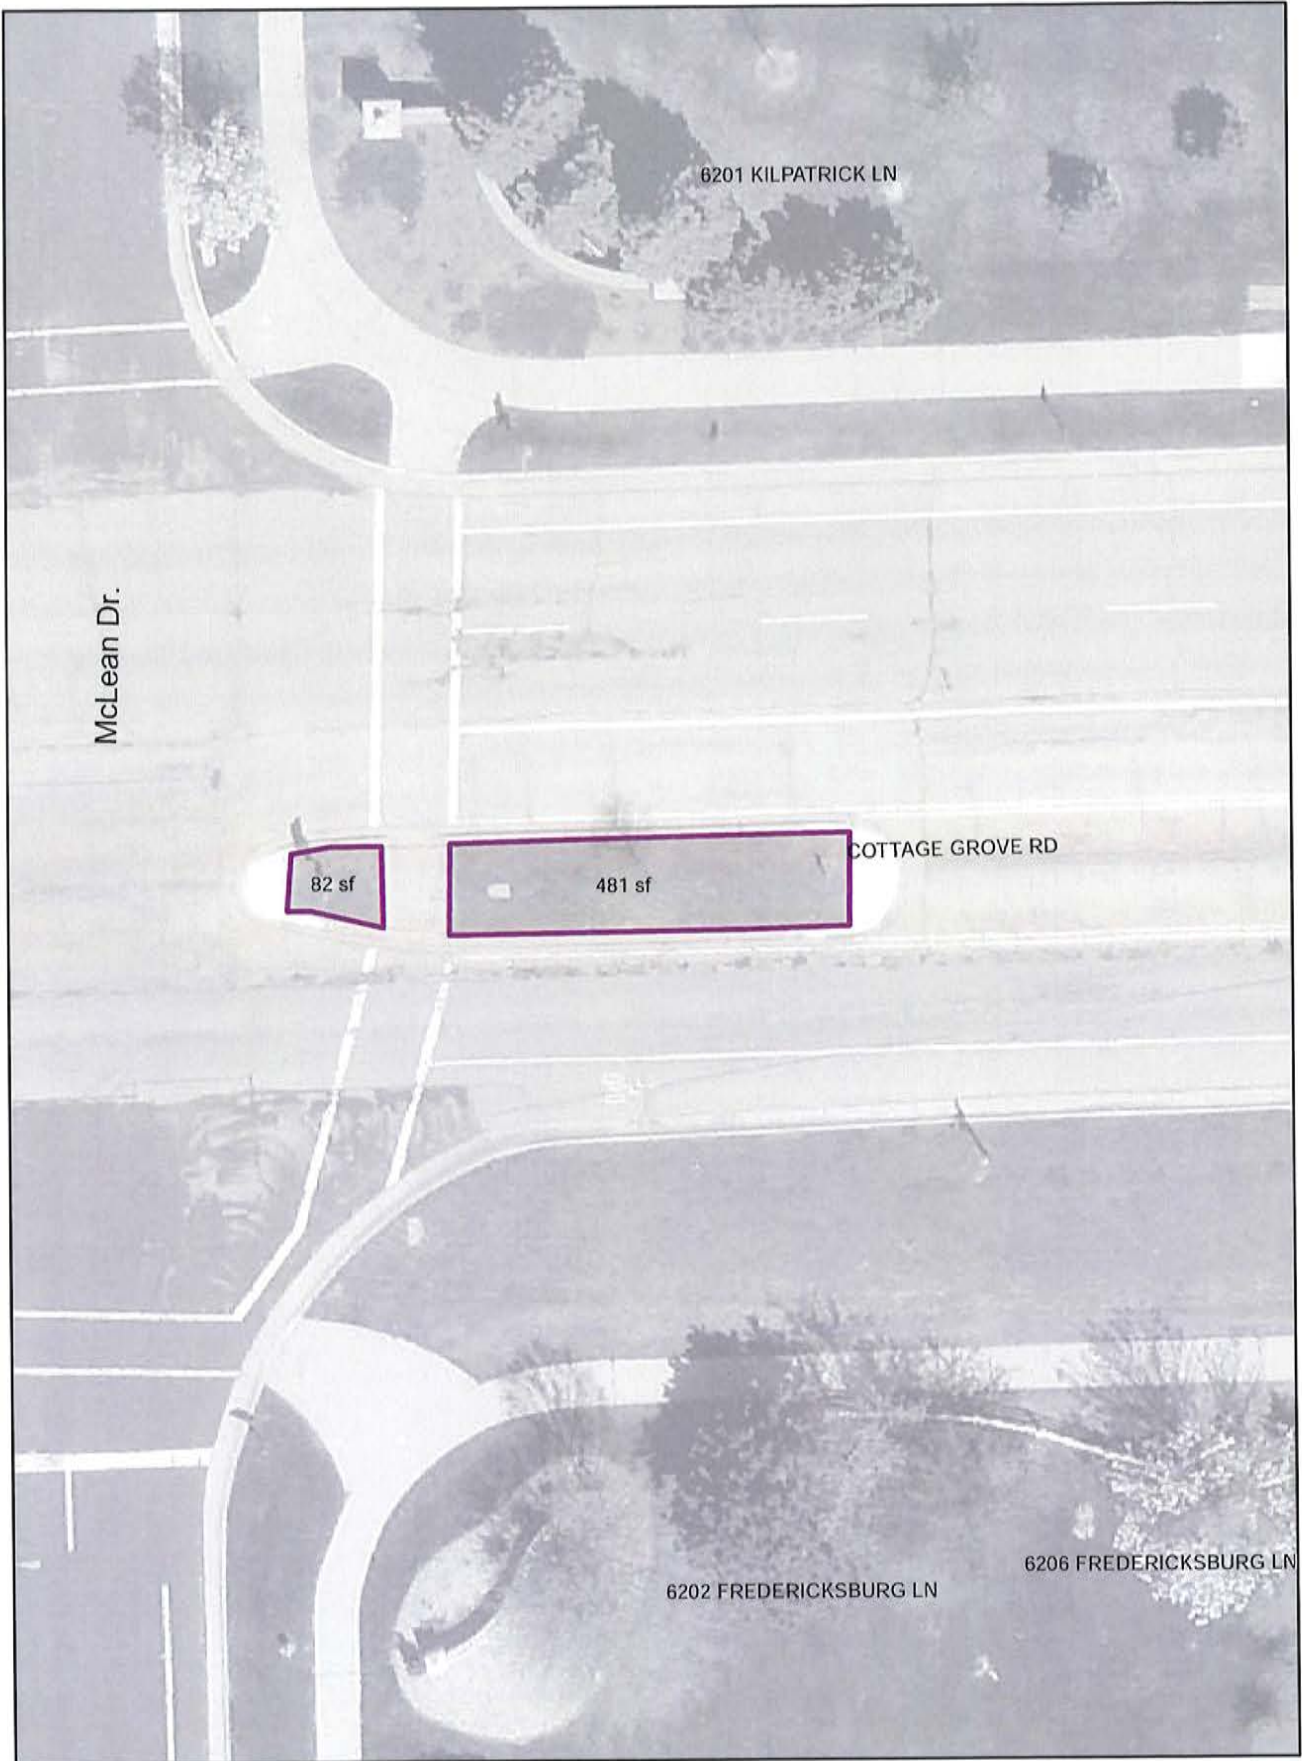 6201 KILPATRICK LN
McLean Dr.
COTTAGE GROVE RD
82 sf
481 sf
6206 FREDERICKSBURG LN
6202 FREDERICKSBURG LN